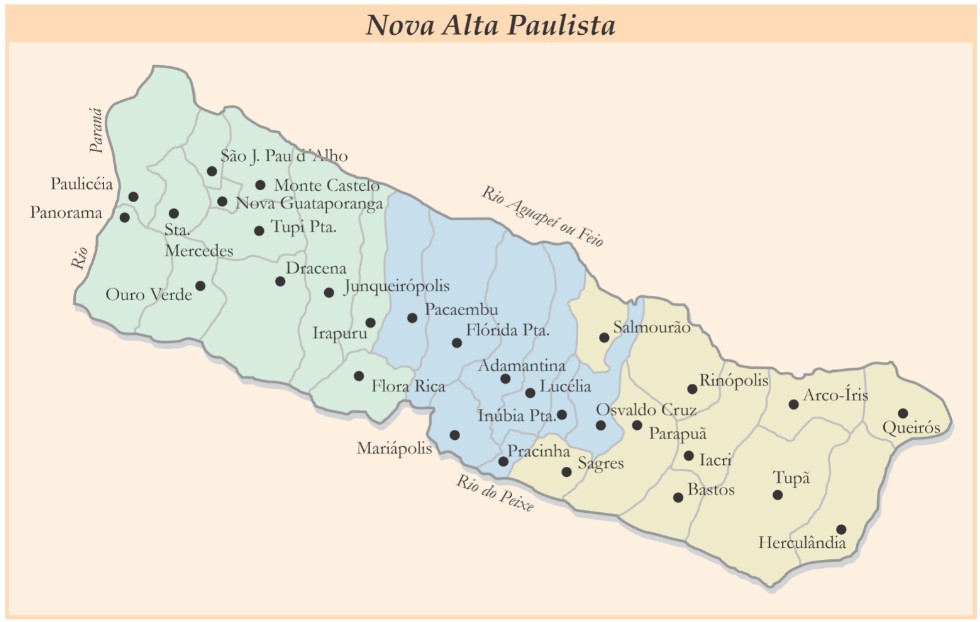 Nova Alta Paulista
Paraná
São J. Pau d´Alho
Paulicéia
Monte Castelo
Panorama
Nova Guataporanga
Rio Aguapeí ou Feio
Sta.
Mercedes
Tupi Pta.
Rio
Dracena
Ouro Verde
Junqueirópolis
Pacaembu
Irapuru
Flórida Pta.
Salmourão
Adamantina
Flora Rica
Lucélia
Rinópolis
Arco-Íris
Inúbia Pta.
Osvaldo Cruz
Queirós
Parapuã
Mariápolis
Pracinha
Sagres
Iacri
Rio do Peixe
Bastos
Tupã
Herculândia